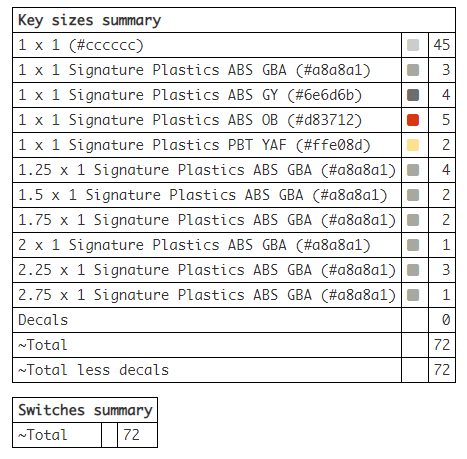 Key sizes summary
1 x 1 (#cccccc) 45
1 x 1 Signature Plastics ABS GBA (#a8a8a1) 3
1 x 1 Signature Plastics ABS GY (#6e6d6b) 4
1 x 1 Signature Plastics ABS OB (#d83712) 5
1 x 1 Signature Plastics PBT YAF (#ffe08d) 2
1.25 x 1 Signature Plastics ABS GBA (#a8a8a1) 4
1.5 x 1 Signature Plastics ABS GBA (#a8a8a1) 2
1.75 x 1 Signature Plastics ABS GBA (#a8a8a1) 2
2 x 1 Signature Plastics ABS GBA (#a8a8a1) 1
2.25 x 1 Signature Plastics ABS GBA (#a8a8a1) 3
2.75 x 1 Signature Plastics ABS GBA (#a8a8a1) 1
Decals 0
~Total 72
~Total less decals 72
Switches summary
~Total 72